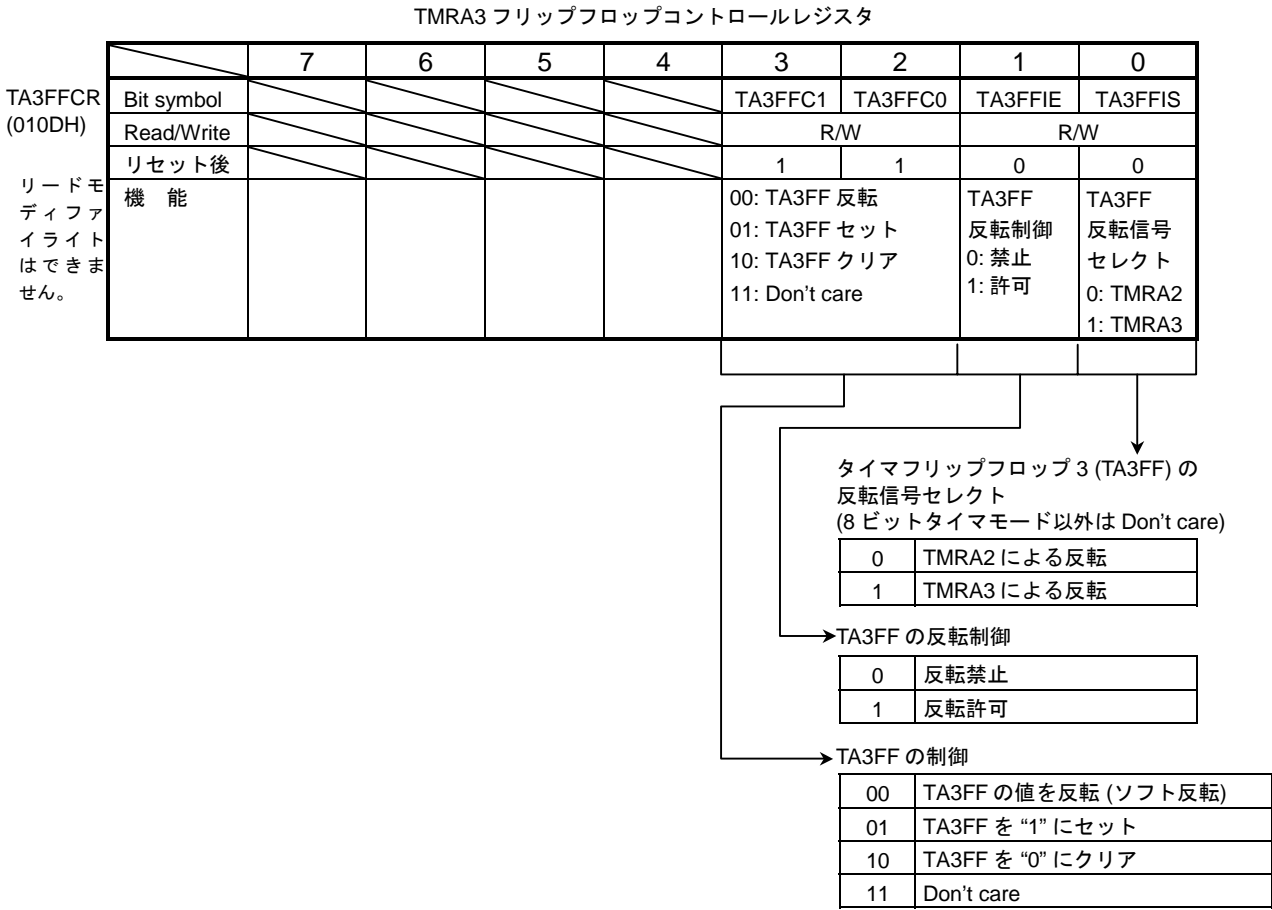 TMRA3 フリップフロップコントロールレジスタ
7 6 5 4 3 2 1 0
TA3FFCR
(010DH)
Bit symbol TA3FFC1 TA3FFC0 TA3FFIE TA3FFIS
Read/Write R/W R/W
リセット後 1 1 0 0
リードモ
ディファ
イライト
はできま
せん。
機 能
00: TA3FF 反転
01: TA3FF セット
10: TA3FF クリア
11: Don't care
TA3FF
反転制御
0: 禁止
1: 許可
TA3FF
反転信号
セレクト
0: TMRA2
1: TMRA3
タイマフリップフロップ 3 (TA3FF) の
反転信号セレクト
(8 ビットタイマモード以外は Don't care)
0 TMRA2 による反転
1 TMRA3 による反転
TA3FF の反転制御
0 反転禁止
1 反転許可
TA3FF の制御
00 TA3FF の値を反転 (ソフト反転)
01 TA3FF を “1” にセット
10 TA3FF を “0” にクリア
11 Don't care